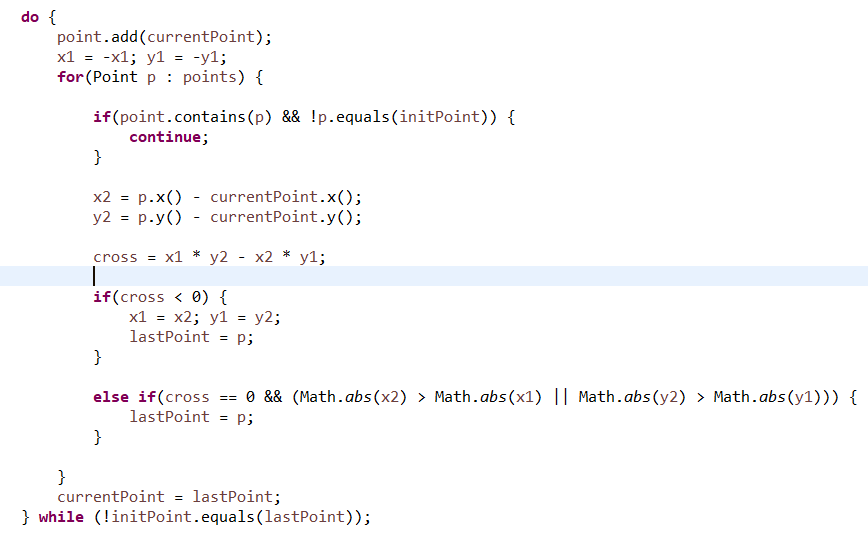 do {
    point.add(currentPoint);
    x1 = -x1; y1 = -y1;
    for(Point p : points) {
        if(point.contains(p) && !p.equals(initPoint)) {
            continue;
        }
        x2 = p.x() - currentPoint.x();
        y2 = p.y() - currentPoint.y();
        cross = x1 * y2 - x2 * y1;
        if(cross < 0) {
            x1 = x2; y1 = y2;
            lastPoint = p;
        }
        else if(cross == 0 && (Math.abs(x2) > Math.abs(x1) || Math.abs(y2) > Math.abs(y1))) {
            lastPoint = p;
        }
    }
    currentPoint = lastPoint;
} while (!initPoint.equals(lastPoint));